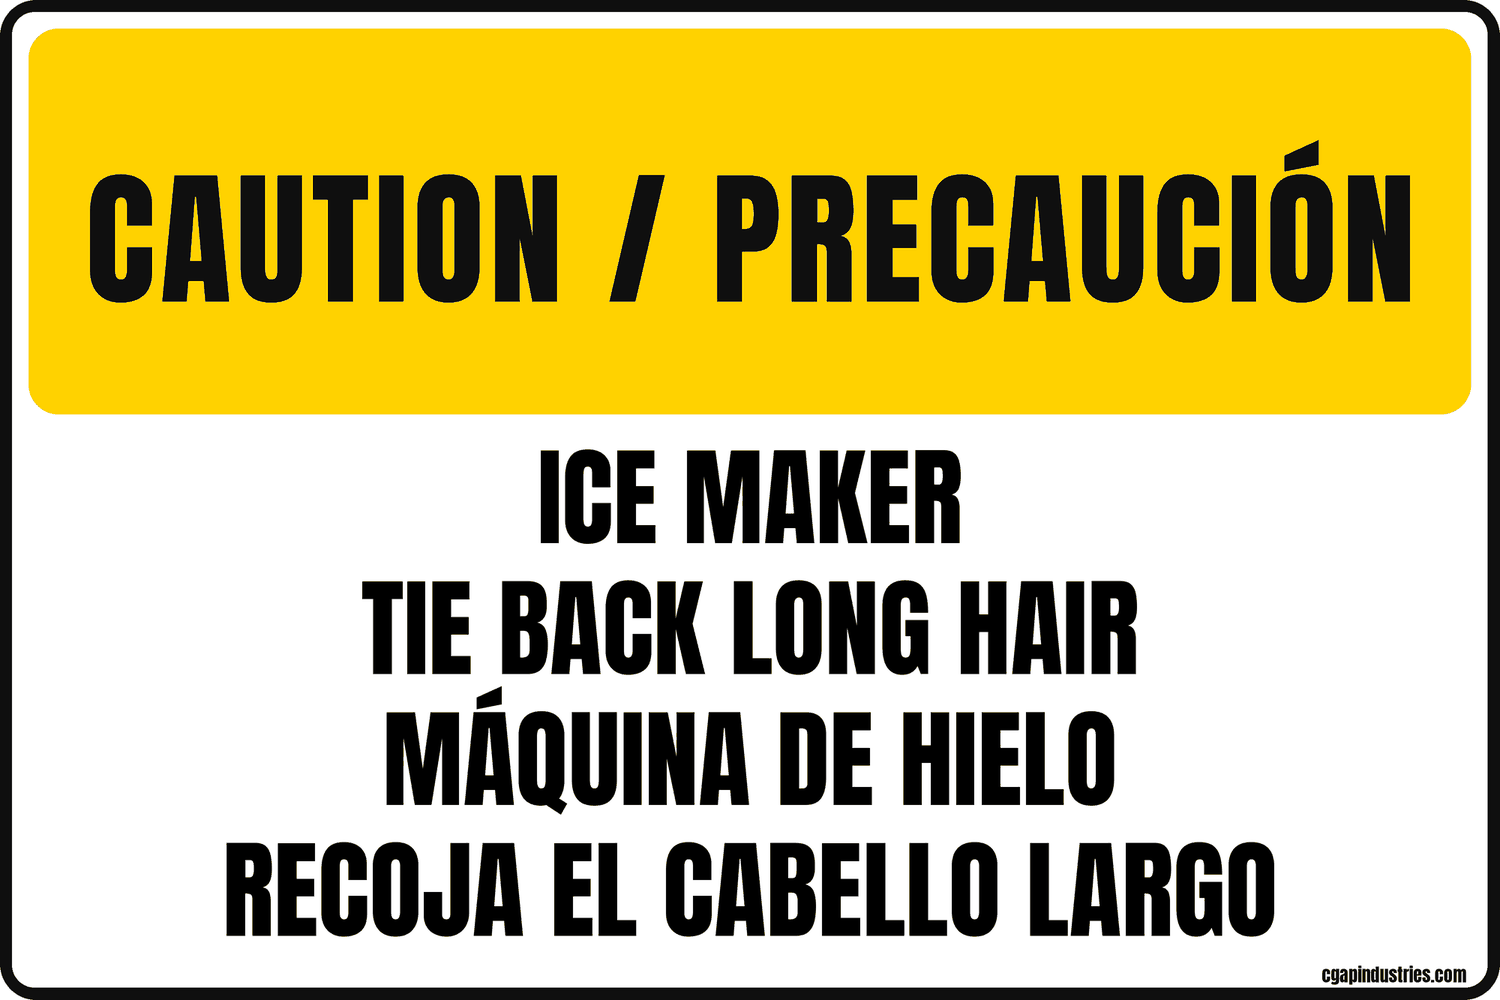 CAUTION / PRECAUCIÓN
ICE MAKER
TIE BACK LONG HAIR
MÁQUINA DE HIELO
RECOJA EL CABELLO LARGO
cgapindustries.com